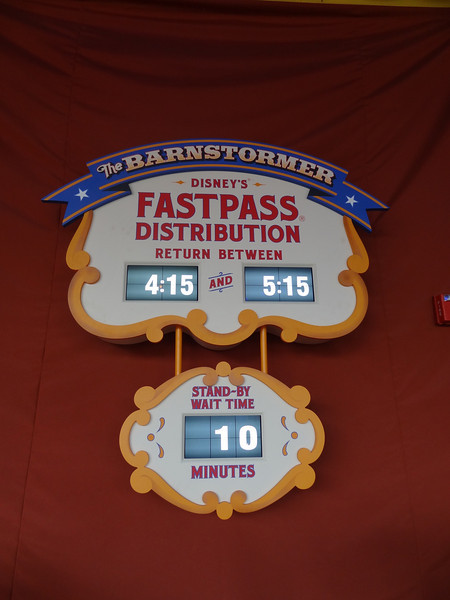 The BARNSTORMER
DISNEY'S
FASTPASS®
DISTRIBUTION
RETURN BETWEEN
4:15 AND 5:15
STAND-BY
WAIT TIME
10
MINUTES